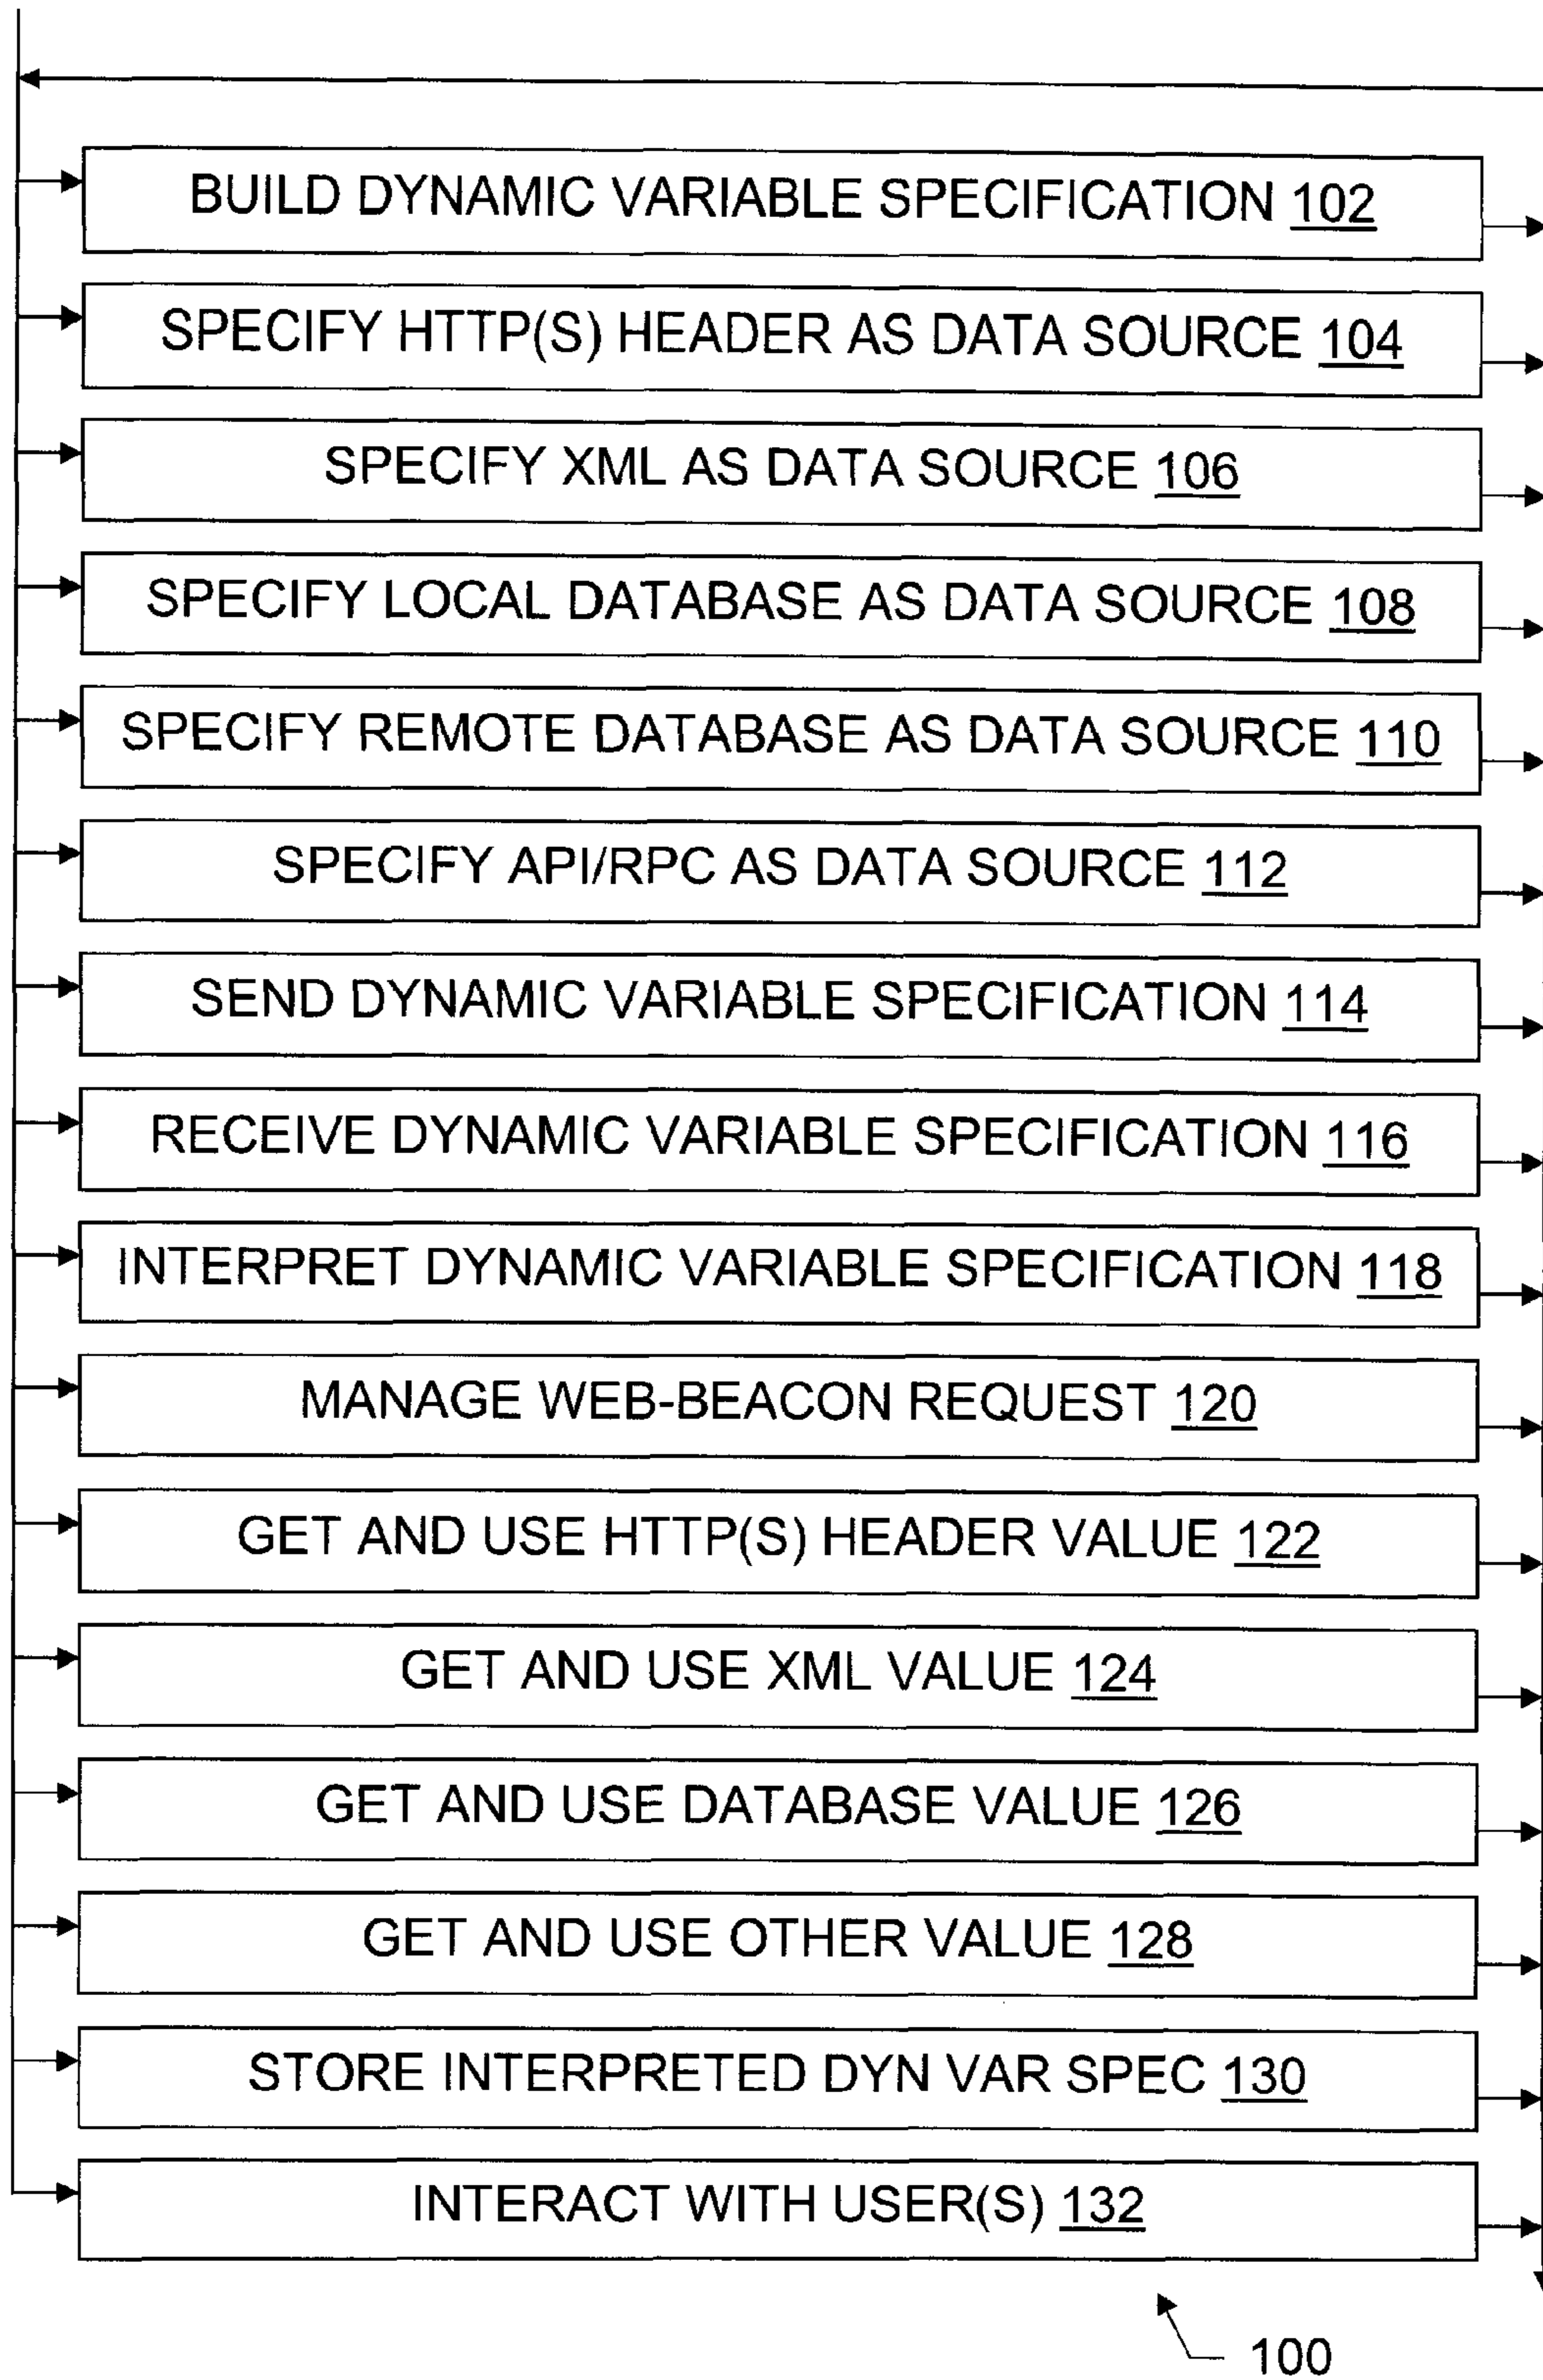 BUILD DYNAMIC VARIABLE SPECIFICATION 102
SPECIFY HTTP(S) HEADER AS DATA SOURCE 104
SPECIFY XML AS DATA SOURCE 106
SPECIFY LOCAL DATABASE AS DATA SOURCE 108
SPECIFY REMOTE DATABASE AS DATA SOURCE 110
SPECIFY API/RPC AS DATA SOURCE 112
SEND DYNAMIC VARIABLE SPECIFICATION 114
RECEIVE DYNAMIC VARIABLE SPECIFICATION 116
INTERPRET DYNAMIC VARIABLE SPECIFICATION 118
MANAGE WEB-BEACON REQUEST 120
GET AND USE HTTP(S) HEADER VALUE 122
GET AND USE XML VALUE 124
GET AND USE DATABASE VALUE 126
GET AND USE OTHER VALUE 128
STORE INTERPRETED DYN VAR SPEC 130
INTERACT WITH USER(S) 132
100